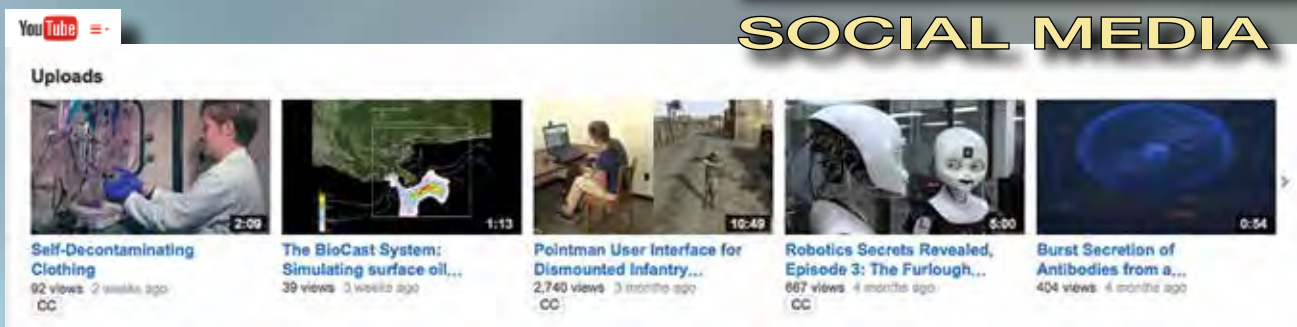 YouTube
SOCIAL MEDIA
Uploads
2:09
1:13
10:49
5:00
0:54
Self-Decontaminating
Clothing
92 views 2 weeks ago
CC
The BioCast System:
Simulating surface oil...
39 views 3 weeks ago
Pointman User Interface for
Dismounted Infantry...
2,740 views 3 months ago
CC
Robotics Secrets Revealed,
Episode 3: The Furlough...
667 views 4 months ago
CC
Burst Secretion of
Antibodies from a...
404 views 4 months ago